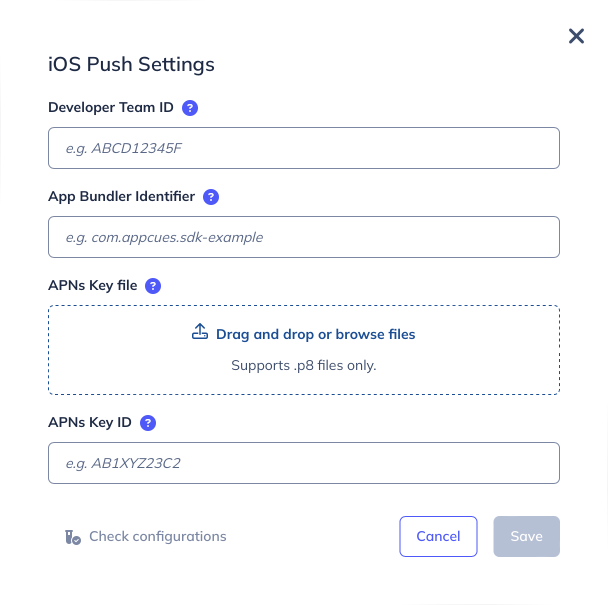 iOS Push Settings
Developer Team ID ?
e.g. ABCD12345F
App Bundler Identifier ?
e.g. com.appcues.sdk-example
APNs Key file ?
Drag and drop or browse files
Supports .p8 files only.
APNs Key ID ?
e.g. AB1XYZ23C2
Check configurations Cancel Save